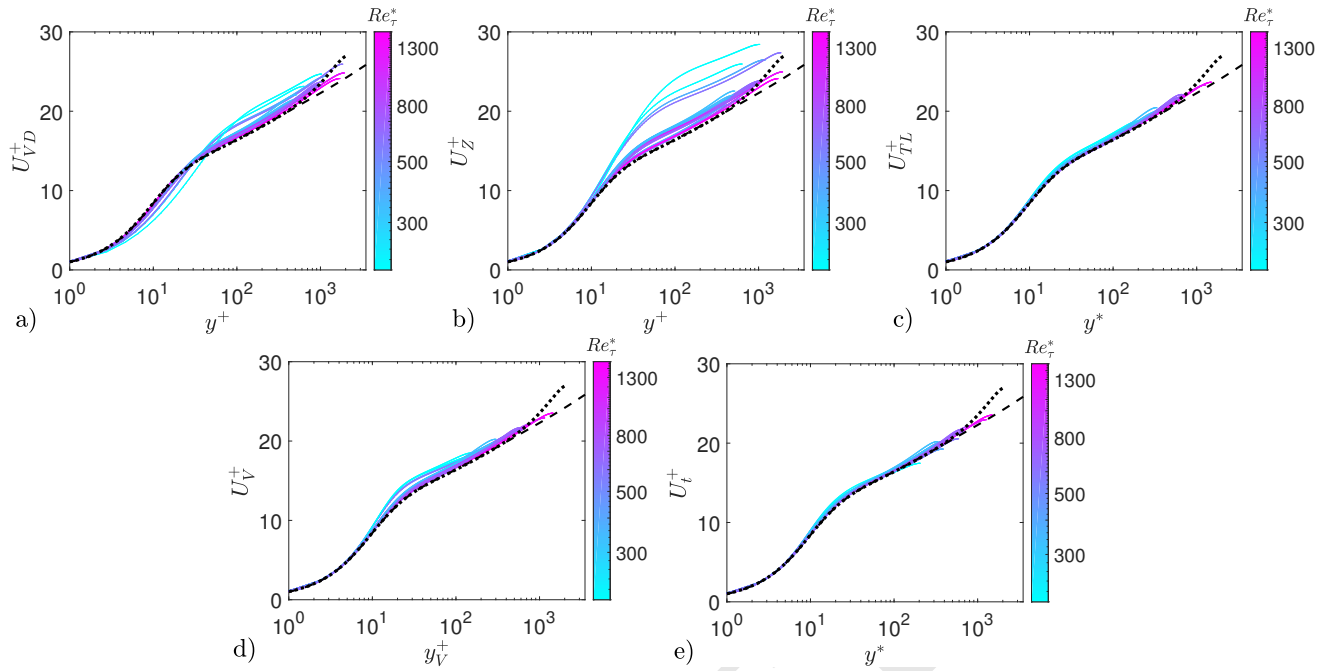 Re*τ Re*τ Re*τ
30 1300 30 1300 30 1300
U+VD 20 800 U+Z 20 800 U+TL 20 800
500 500 500
10 300 10 300 10 300
0 0 0
10^0 10^1 10^2 10^3 10^0 10^1 10^2 10^3 10^0 10^1 10^2 10^3
a) y+ b) y+ c) y*
Re*τ Re*τ
30 1300 30 1300
U+V 20 800 U+t 20 800
500 500
10 300 10 300
0 0
10^0 10^1 10^2 10^3 10^0 10^1 10^2 10^3
d) y+V e) y*